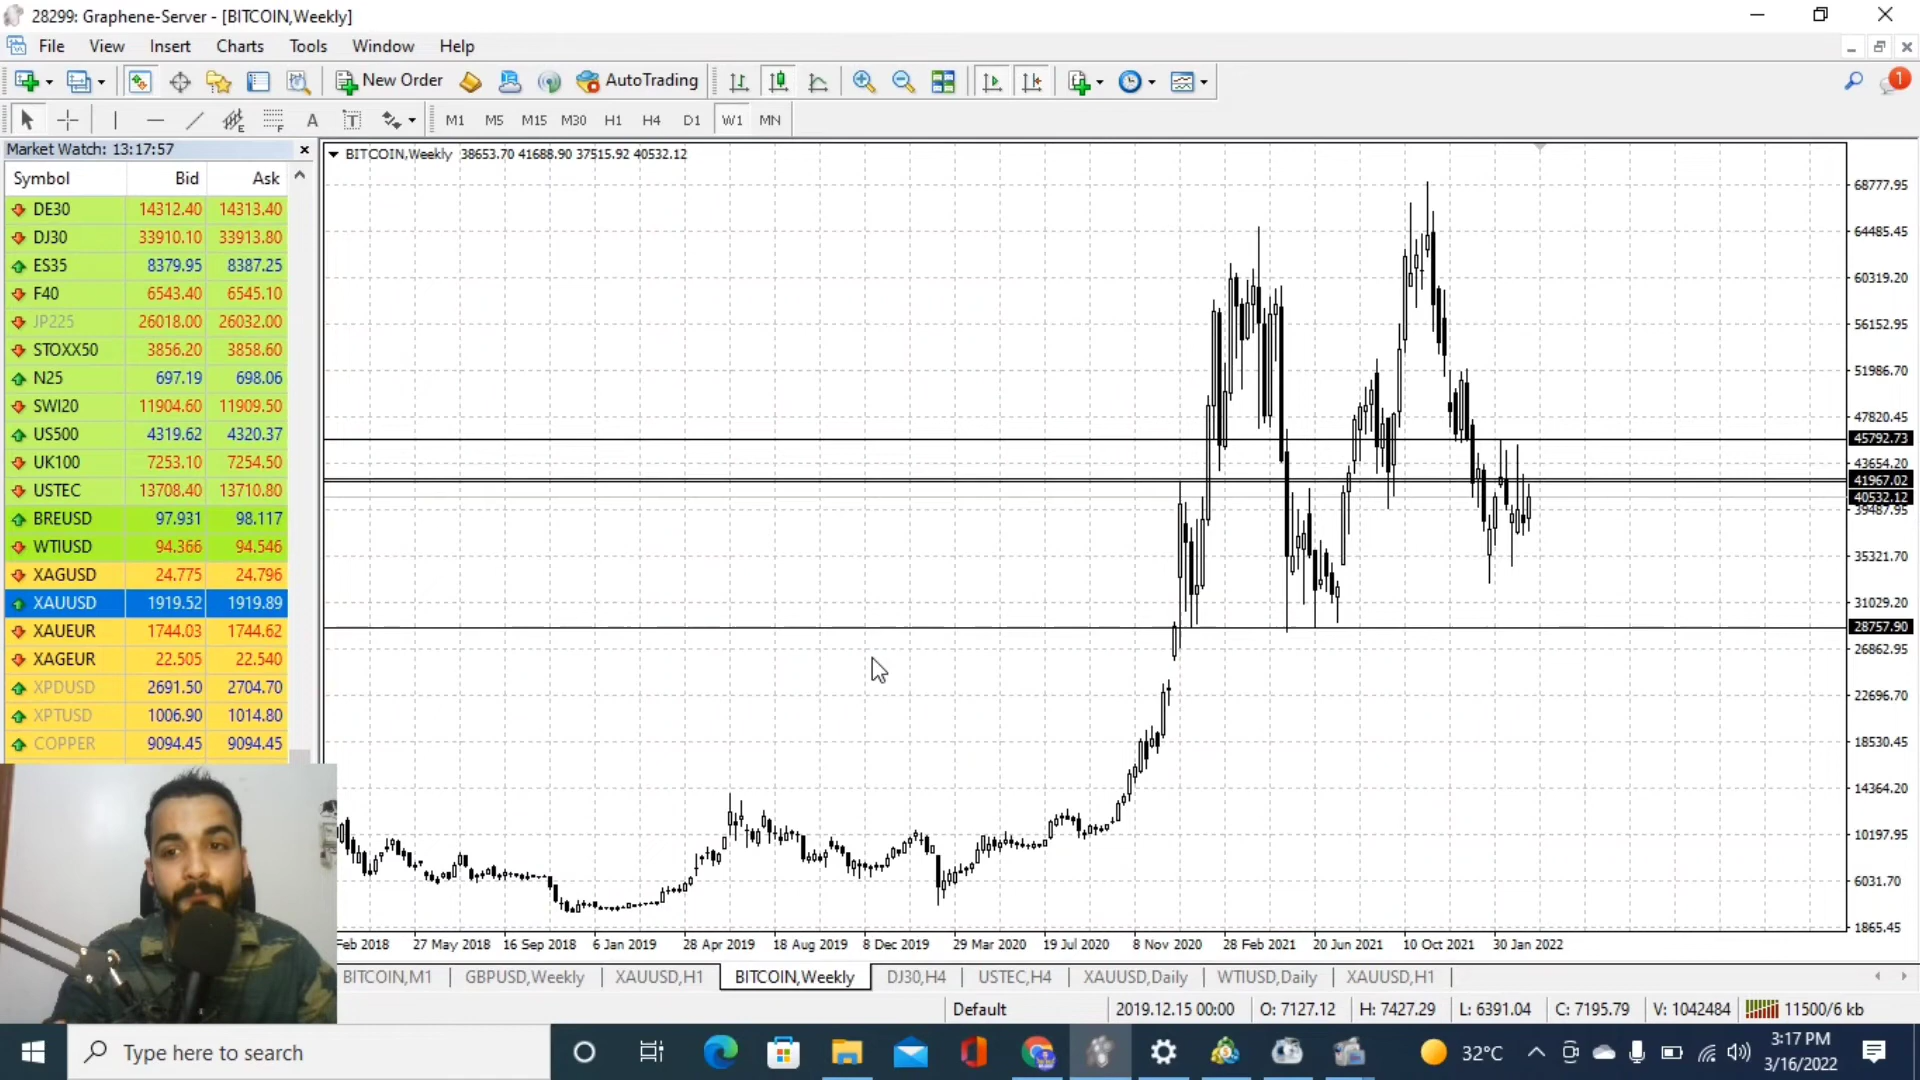 28299: Graphene-Server - [BITCOIN,Weekly]
File View Insert Charts Tools Window Help
New Order AutoTrading 1
A T M1 M5 M15 M30 H1 H4 D1 W1 MN
Market Watch: 13:17:57
Symbol Bid Ask
DE30 14312.40 14313.40
DJ30 33910.10 33913.80
ES35 8379.95 8387.25
F40 6543.40 6545.10
JP225 26018.00 26032.00
STOXX50 3856.20 3858.60
N25 697.19 698.06
SWI20 11904.60 11909.50
US500 4319.62 4320.37
UK100 7253.10 7254.50
USTEC 13708.40 13710.80
BREUSD 97.931 98.117
WTIUSD 94.366 94.546
XAGUSD 24.775 24.796
XAUUSD 1919.52 1919.89
XAUEUR 1744.03 1744.62
XAGEUR 22.505 22.540
XPDUSD 2691.50 2704.70
XPTUSD 1006.90 1014.80
COPPER 9094.45 9094.45
BITCOIN,Weekly 38653.70 41688.90 37515.92 40532.12
68777.95
64485.45
60319.20
56152.95
51986.70
47820.45
45792.73
43654.20
41967.02
40532.12
39487.95
35321.70
31029.20
28757.90
26862.95
22696.70
18530.45
14364.20
10197.95
6031.70
1865.45
Feb 2018 27 May 2018 16 Sep 2018 6 Jan 2019 28 Apr 2019 18 Aug 2019 8 Dec 2019 29 Mar 2020 19 Jul 2020 8 Nov 2020 28 Feb 2021 20 Jun 2021 10 Oct 2021 30 Jan 2022
BITCOIN,M1 GBPUSD,Weekly XAUUSD,H1 BITCOIN,Weekly DJ30,H4 USTEC,H4 XAUUSD,Daily WTIUSD,Daily XAUUSD,H1
Default 2019.12.15 00:00 O: 7127.12 H: 7427.29 L: 6391.04 C: 7195.79 V: 1042484 11500/6 kb
Type here to search 32°C 3:17 PM
3/16/2022